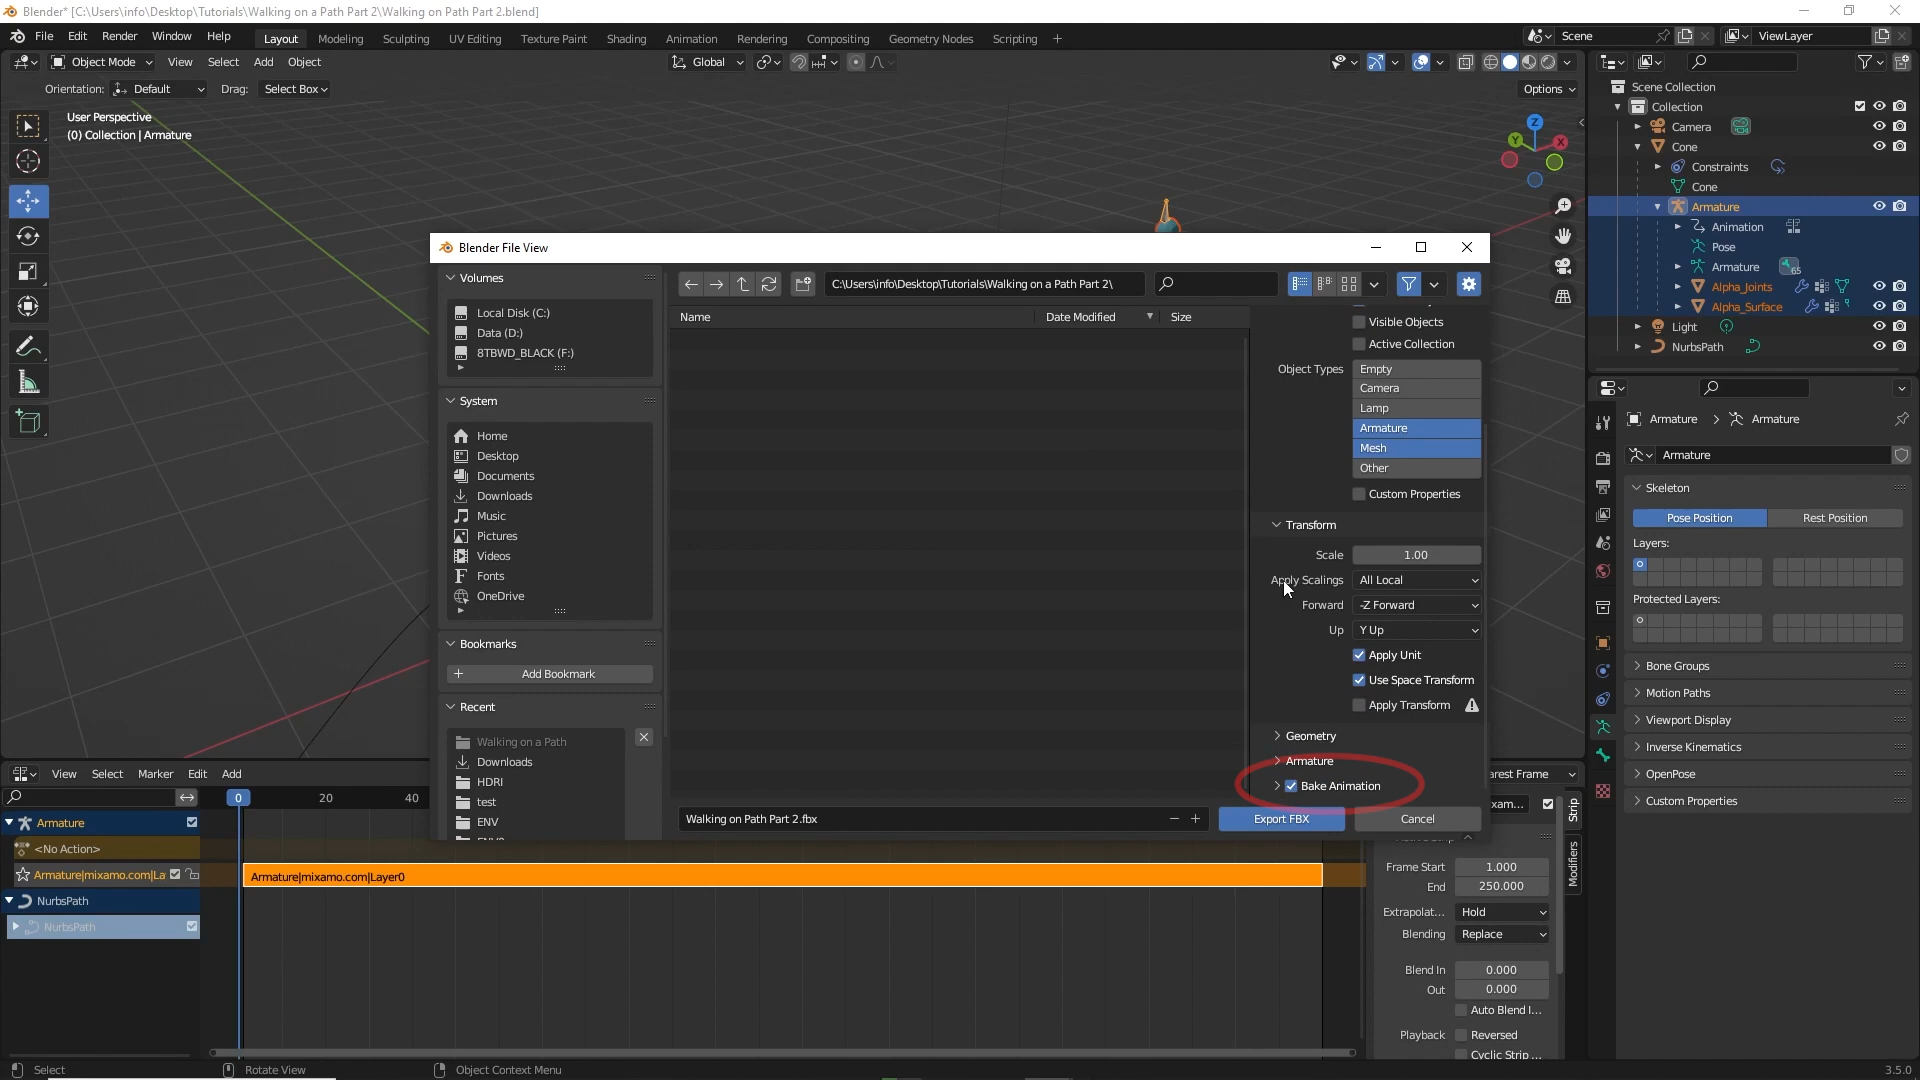 Blender* [C:\Users\info\Desktop\Tutorials\Walking on a Path Part 2\Walking on Path Part 2.blend]
File Edit Render Window Help Layout Modeling Sculpting UV Editing Texture Paint Shading Animation Rendering Compositing Geometry Nodes Scripting + Scene ViewLayer
Object Mode View Select Add Object Global
Orientation: Default Drag: Select Box Options
User Perspective
(0) Collection | Armature
Z
Y
X
Scene Collection
Collection
Camera
Cone
Constraints
Cone
Armature
Animation
Pose
Armature 65
Alpha_Joints
Alpha_Surface
Light
NurbsPath
Armature > Armature
Armature
Skeleton
Pose Position Rest Position
Layers:
Protected Layers:
Bone Groups
Motion Paths
Viewport Display
Inverse Kinematics
OpenPose
Custom Properties
Blender File View
Volumes
Local Disk (C:)
Data (D:)
8TBWD_BLACK (F:)
System
Home
Desktop
Documents
Downloads
Music
Pictures
Videos
Fonts
OneDrive
Bookmarks
+ Add Bookmark
Recent
Walking on a Path
Downloads
HDRI
test
ENV
C:\Users\info\Desktop\Tutorials\Walking on a Path Part 2\
Name Date Modified Size
Visible Objects
Active Collection
Object Types
Empty
Camera
Lamp
Armature
Mesh
Other
Custom Properties
Transform
Scale 1.00
Apply Scalings All Local
Forward -Z Forward
Up Y Up
Apply Unit
Use Space Transform
Apply Transform
Geometry
Armature
Bake Animation
Walking on Path Part 2.fbx Export FBX Cancel
View Select Marker Edit Add arest Frame
0 20 40
Armature
<No Action>
Armature|mixamo.com|La
Armature|mixamo.com|Layer0
NurbsPath
NurbsPath
xam...
Strip
Modifiers
Frame Start 1.000
End 250.000
Extrapolat... Hold
Blending Replace
Blend In 0.000
Out 0.000
Auto Blend I...
Playback Reversed
Cyclic Strip ...
Select Rotate View Object Context Menu 3.5.0